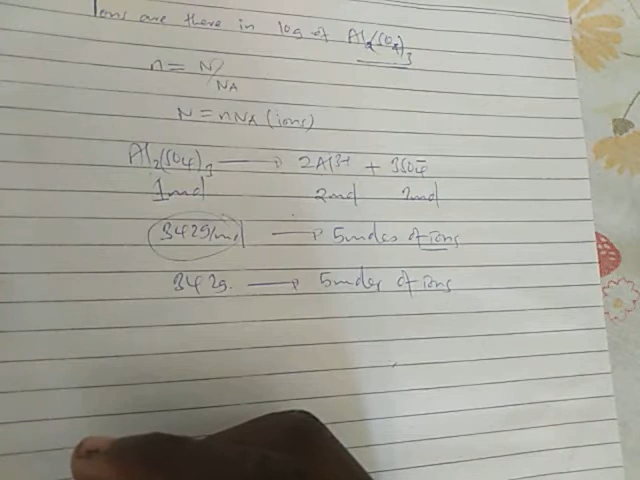 Ions are there in 10g of Al2(SO4)3
n = N/NA
N = nNA (ions)
Al2(SO4)3 → 2Al3+ + 3SO4-
1mol 2mol 3mol
342g/mol → 5moles of ions
342g. → 5moles of ions